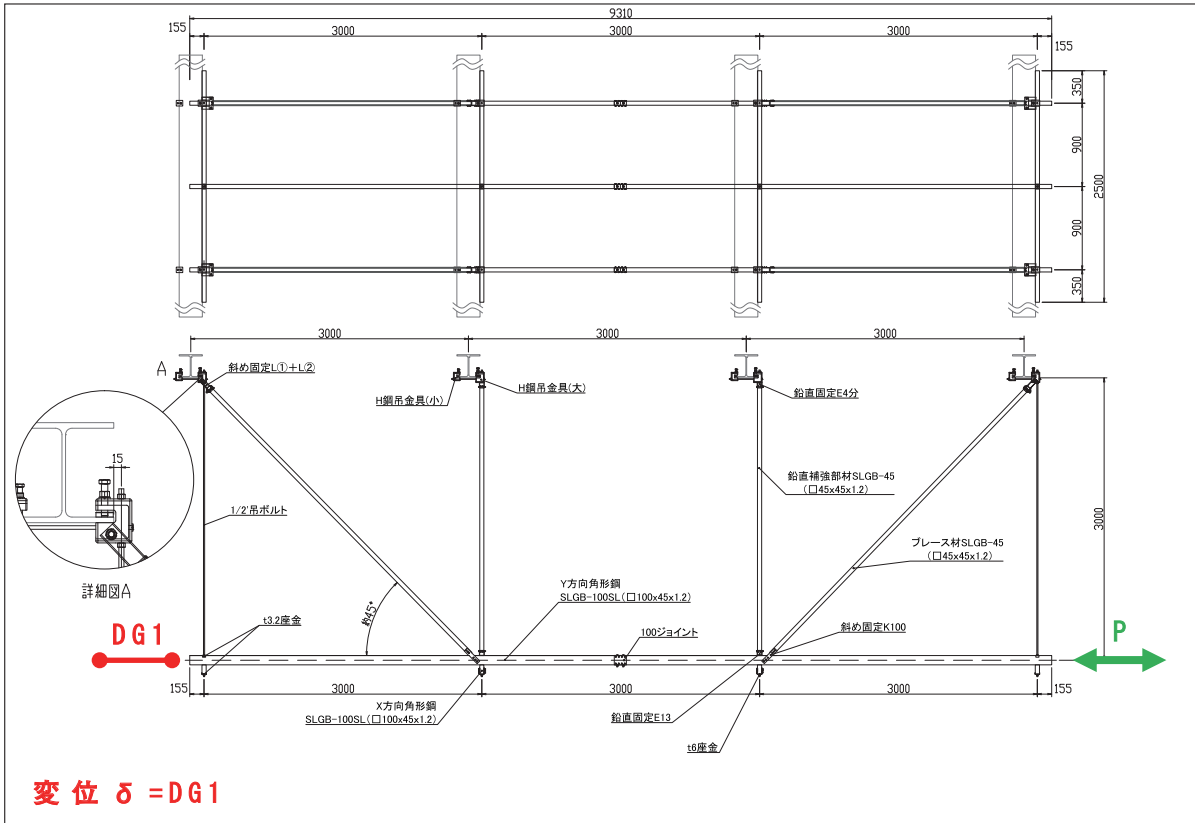 9310
155
3000
3000
3000
155
350
900
900
350
2500
3000
3000
3000
A
斜め固定L①+L②
H鋼吊金具(小)
H鋼吊金具(大)
鉛直固定E4分
15
1/2'吊ボルト
鉛直補強部材SLGB-45
(□45x45x1.2)
3000
ブレース材SLGB-45
(□45x45x1.2)
詳細図A
Y方向角形鋼
SLGB-100SL(□100x45x1.2)
約45°
t3.2座金
100ジョイント
斜め固定K100
DG1
P
155
3000
3000
3000
155
X方向角形鋼
SLGB-100SL(□100x45x1.2)
鉛直固定E13
t6座金
変位 δ =DG1